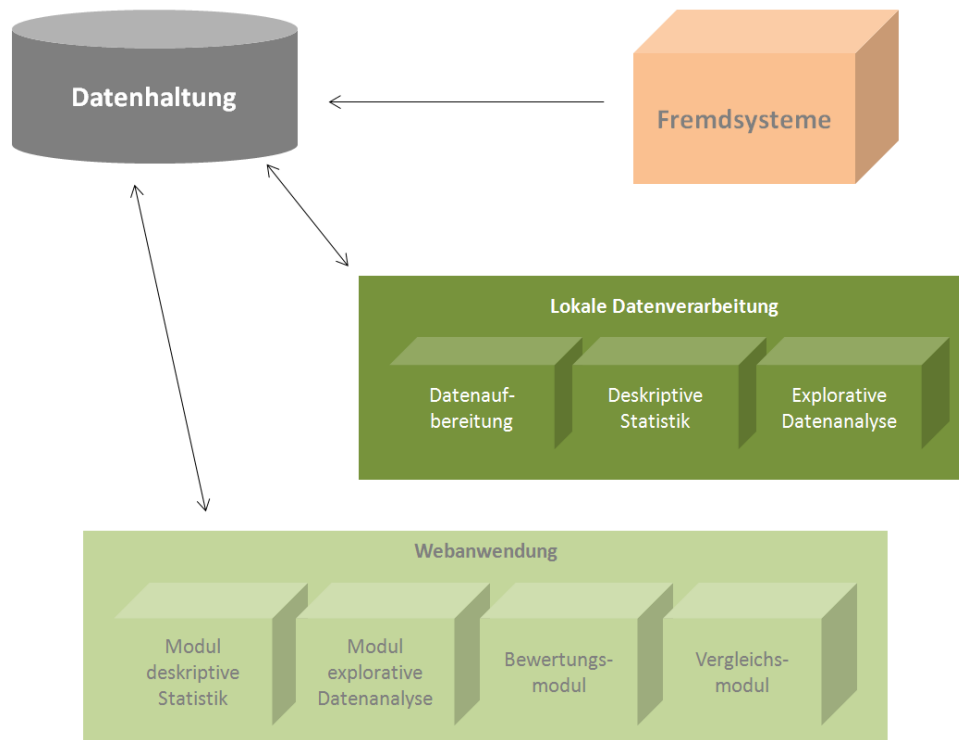 Datenhaltung
Fremdsysteme
Lokale Datenverarbeitung
Datenauf-
bereitung
Deskriptive
Statistik
Explorative
Datenanalyse
Webanwendung
Modul
deskriptive
Statistik
Modul
explorative
Datenanalyse
Bewertungs-
modul
Vergleichs-
modul